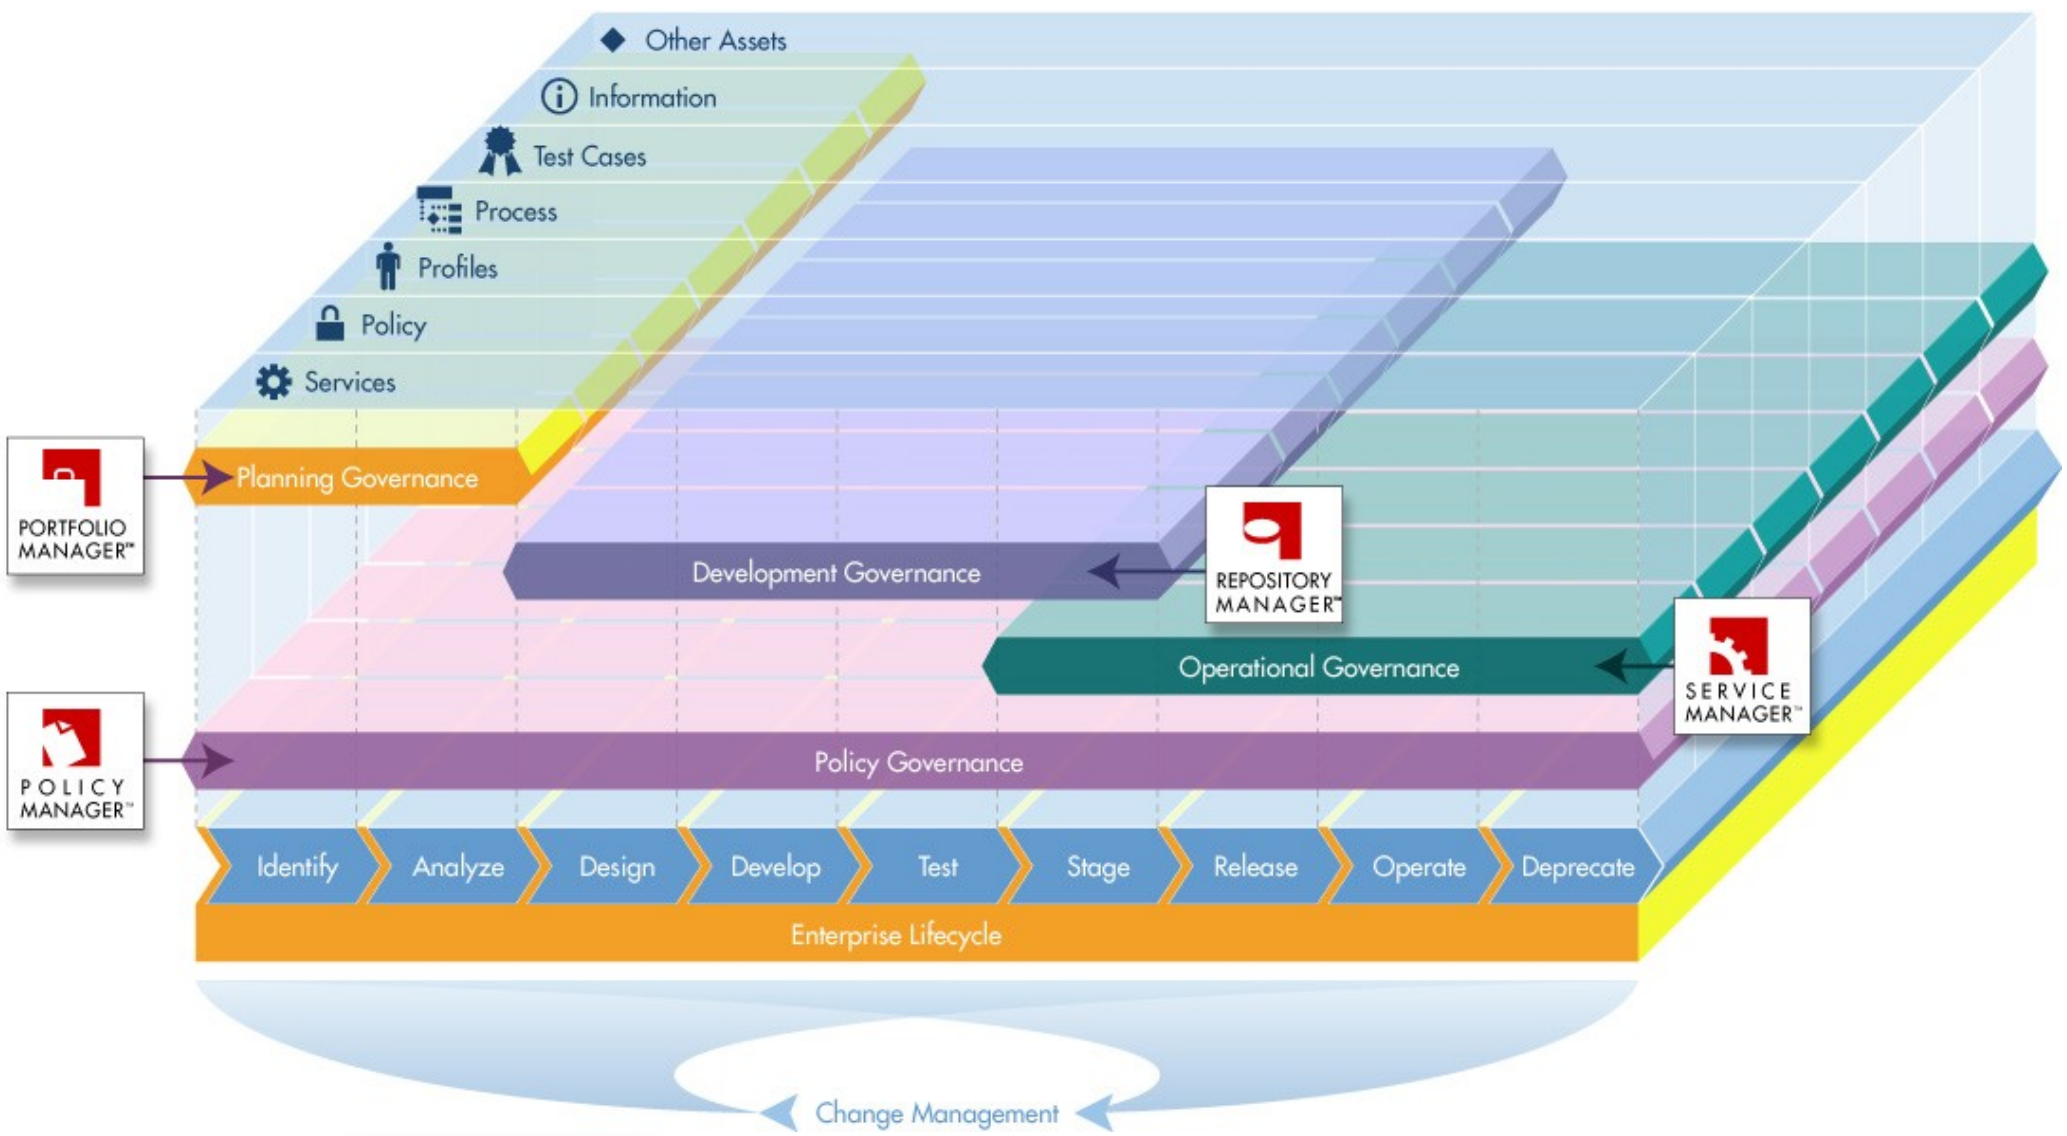 Other Assets
Information
Test Cases
Process
Profiles
Policy
Services
Planning Governance
PORTFOLIO
MANAGER™
Development Governance
REPOSITORY
MANAGER™
Operational Governance
SERVICE
MANAGER™
Policy Governance
POLICY
MANAGER™
Identify
Analyze
Design
Develop
Test
Stage
Release
Operate
Deprecate
Enterprise Lifecycle
Change Management